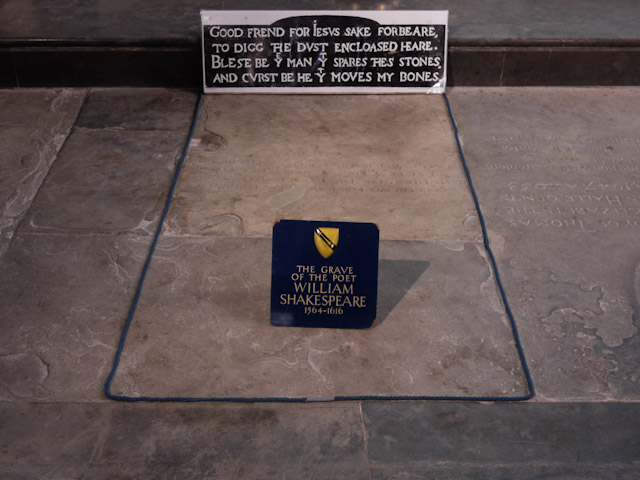 GOOD FREND FOR IESVS SAKE FORBEARE,
TO DIGG THE DVST ENCLOASED HEARE.
BLESE BE Yͤ MAN Yͭ SPARES THES STONES,
AND CVRST BE HE Yͭ MOVES MY BONES.
THE GRAVE
OF THE POET
WILLIAM
SHAKESPEARE
1564-1616
THOMAS